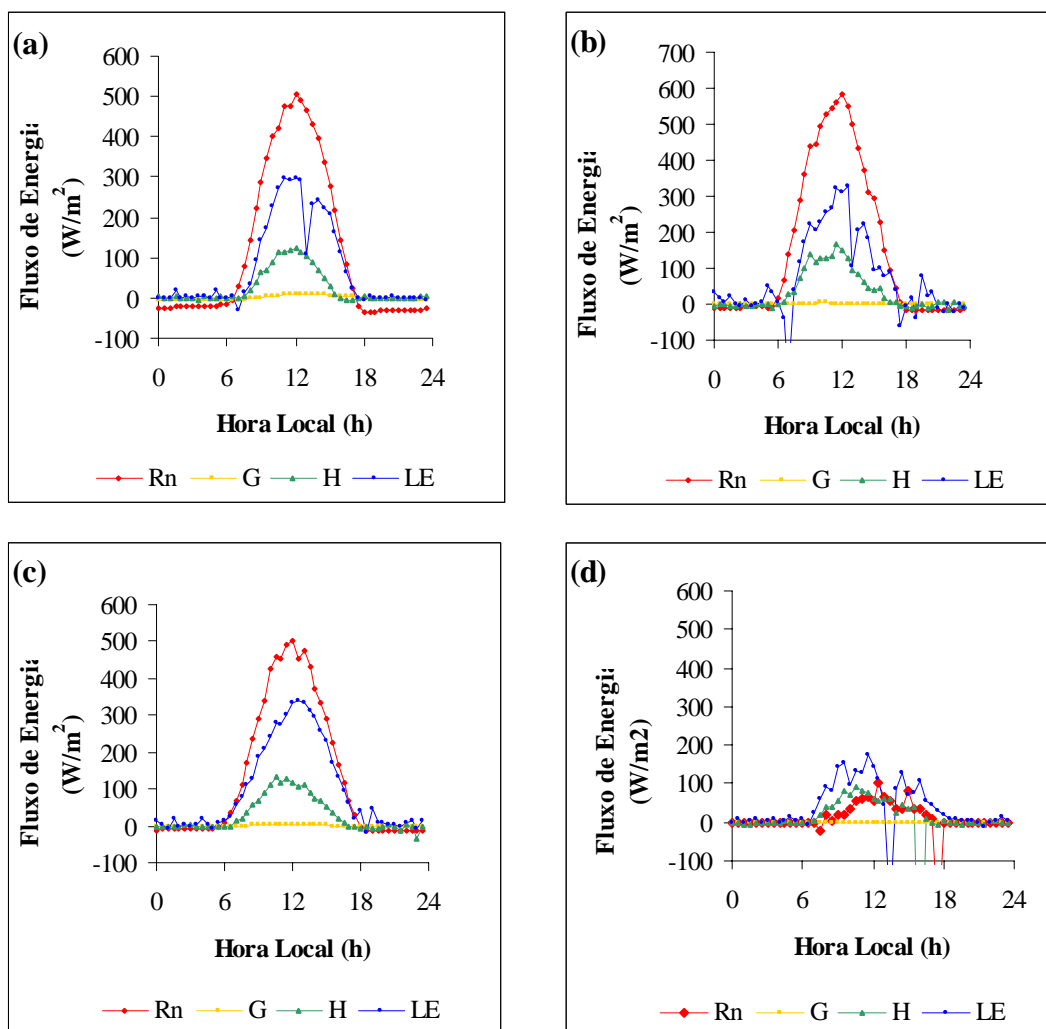 (a)
600
500
400
300
200
100
0
-100
Fluxo de Energi
(W/m²)
0 6 12 18 24
Hora Local (h)
Rn G H LE
(b)
700
600
500
400
300
200
100
0
-100
Fluxo de Energi
(W/m²)
0 6 12 18 24
Hora Local (h)
Rn G H LE
(c)
600
500
400
300
200
100
0
-100
Fluxo de Energi
(W/m²)
0 6 12 18 24
Hora Local (h)
Rn G H LE
(d)
600
500
400
300
200
100
0
-100
Fluxo de Energi
(W/m2)
0 6 12 18 24
Hora Local (h)
Rn G H LE